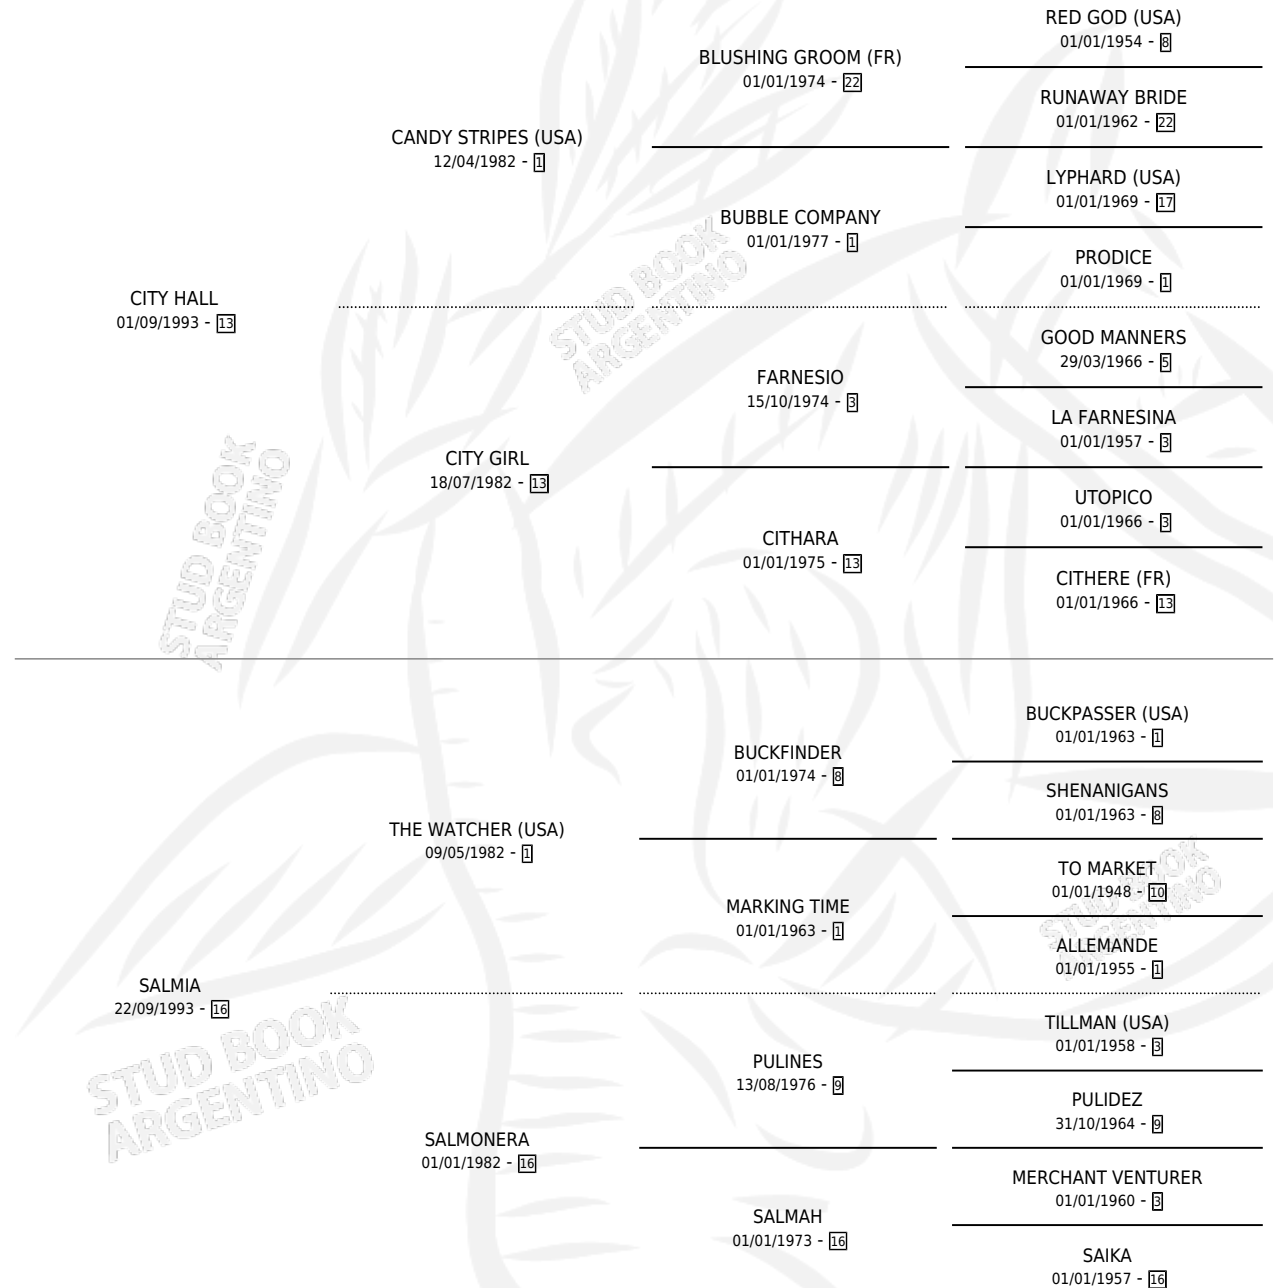 RED GOD (USA)
01/01/1954 - 8
BLUSHING GROOM (FR)
01/01/1974 - 22
RUNAWAY BRIDE
01/01/1962 - 22
CANDY STRIPES (USA)
12/04/1982 - 1
LYPHARD (USA)
01/01/1969 - 17
BUBBLE COMPANY
01/01/1977 - 1
PRODICE
01/01/1969 - 1
CITY HALL
01/09/1993 - 13
STUD BOOK
ARGENTINO
GOOD MANNERS
29/03/1966 - 5
FARNESIO
15/10/1974 - 3
LA FARNESINA
01/01/1957 - 3
CITY GIRL
18/07/1982 - 13
UTOPICO
01/01/1966 - 3
CITHARA
01/01/1975 - 13
CITHERE (FR)
01/01/1966 - 13
STUD BOOK
ARGENTINO
BUCKPASSER (USA)
01/01/1963 - 1
BUCKFINDER
01/01/1974 - 8
SHENANIGANS
01/01/1963 - 8
THE WATCHER (USA)
09/05/1982 - 1
TO MARKET
01/01/1948 - 10
MARKING TIME
01/01/1963 - 1
STUD BOOK
ARGENTINO
ALLEMANDE
01/01/1955 - 1
SALMIA
22/09/1993 - 16
TILLMAN (USA)
01/01/1958 - 3
PULINES
13/08/1976 - 9
PULIDEZ
31/10/1964 - 9
STUD BOOK
ARGENTINO
SALMONERA
01/01/1982 - 16
MERCHANT VENTURER
01/01/1960 - 3
SALMAH
01/01/1973 - 16
SAIKA
01/01/1957 - 16